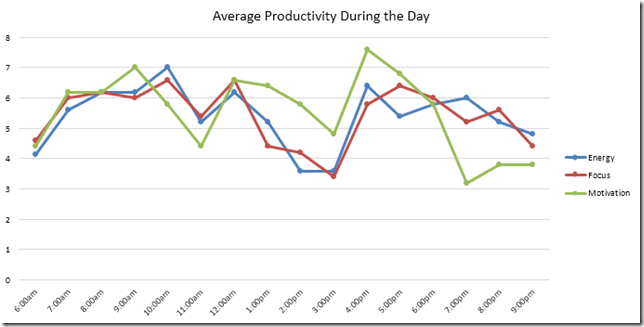 Average Productivity During the Day
8
7
6
5
4
3
2
1
0
6:00am
7:00am
8:00am
9:00am
10:00am
11:00am
12:00am
1:00pm
2:00pm
3:00pm
4:00pm
5:00pm
6:00pm
7:00pm
8:00pm
9:00pm
Energy
Focus
Motivation